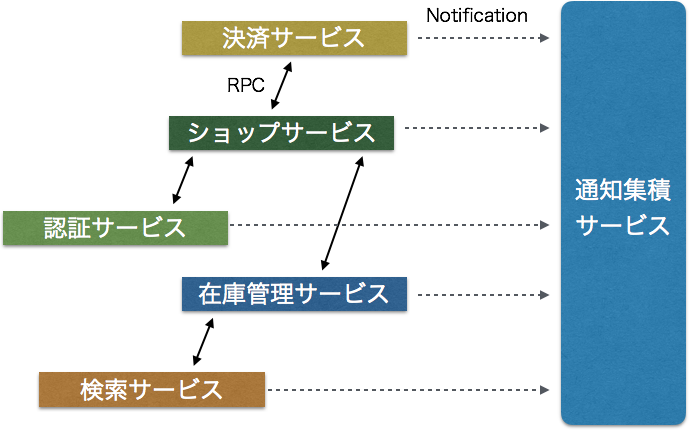 Notification
決済サービス
RPC
ショップサービス
通知集積
サービス
認証サービス
在庫管理サービス
検索サービス